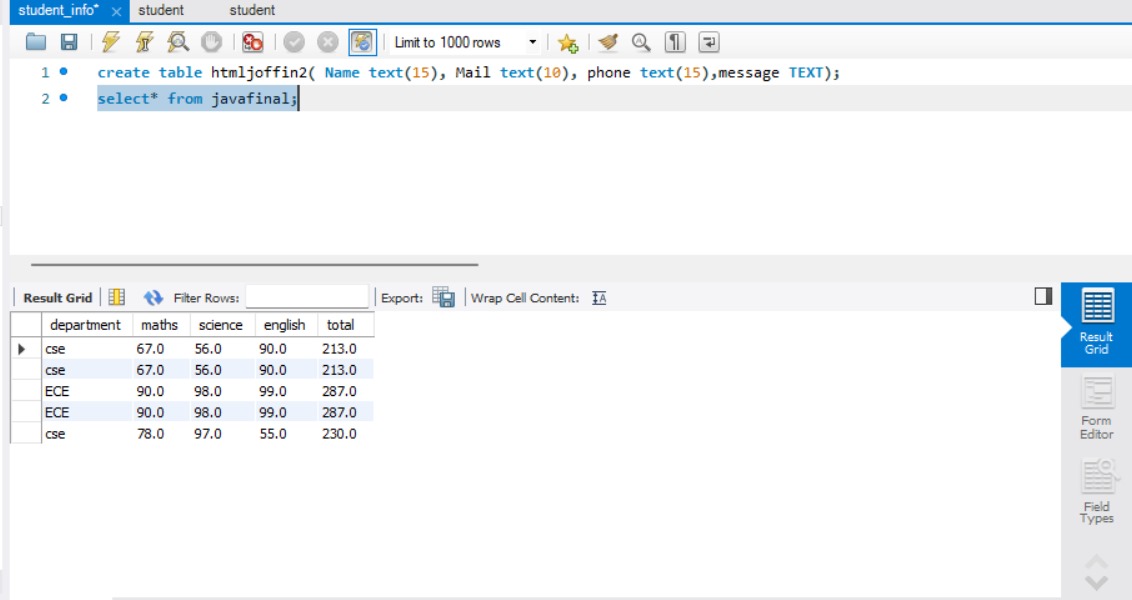 student_info* × student student
Limit to 1000 rows
1 create table htmljoffin2( Name text(15), Mail text(10), phone text(15),message TEXT);
2 select* from javafinal;
Result Grid Filter Rows: Export: Wrap Cell Content: IA
department maths science english total
cse 67.0 56.0 90.0 213.0
cse 67.0 56.0 90.0 213.0
ECE 90.0 98.0 99.0 287.0
ECE 90.0 98.0 99.0 287.0
cse 78.0 97.0 55.0 230.0
Result
Grid
Form
Editor
Field
Types